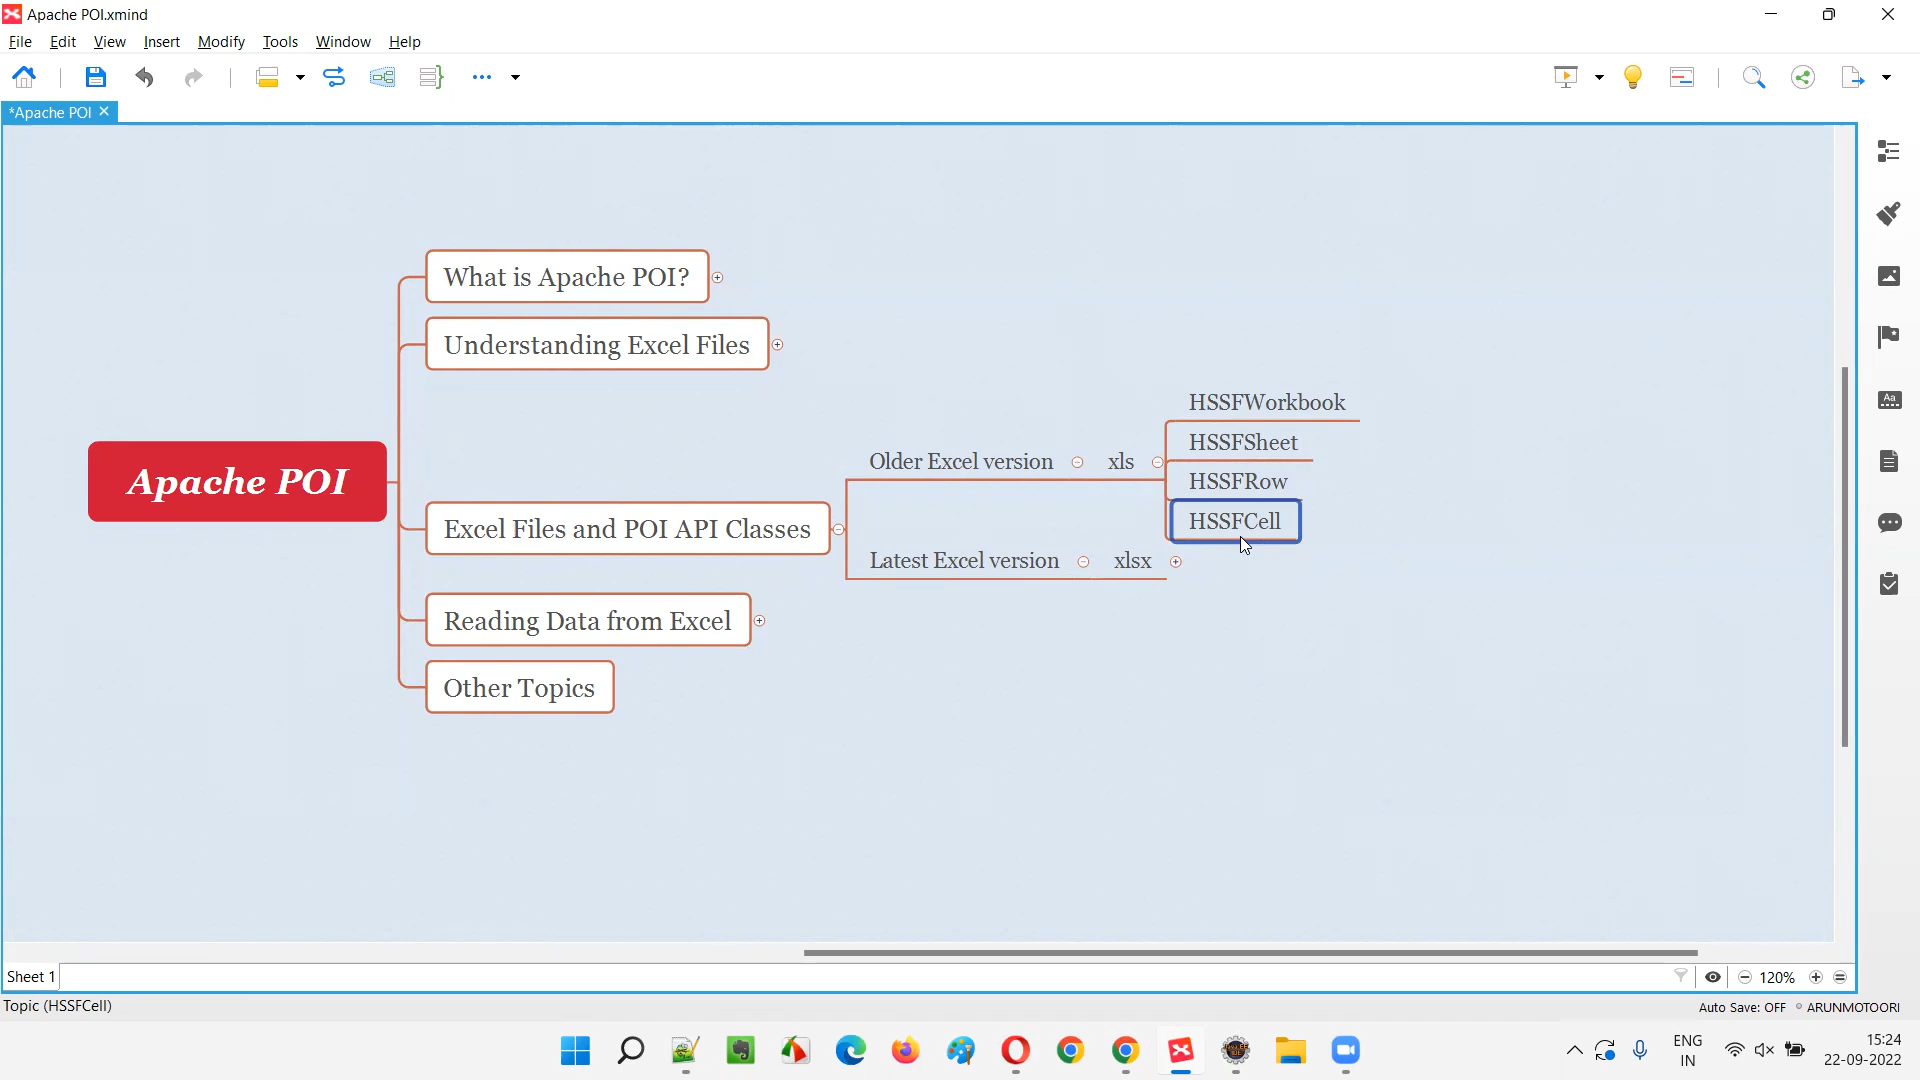 Apache POI.xmind
File Edit View Insert Modify Tools Window Help
*Apache POI
What is Apache POI?
Understanding Excel Files
HSSFWorkbook
HSSFSheet
Older Excel version xls
HSSFRow
Apache POI
HSSFCell
Excel Files and POI API Classes
Latest Excel version xlsx
Reading Data from Excel
Other Topics
Aa
Sheet 1
120%
Topic (HSSFCell)
Auto Save: OFF ARUNMOTOORI
ENG
IN
15:24
22-09-2022